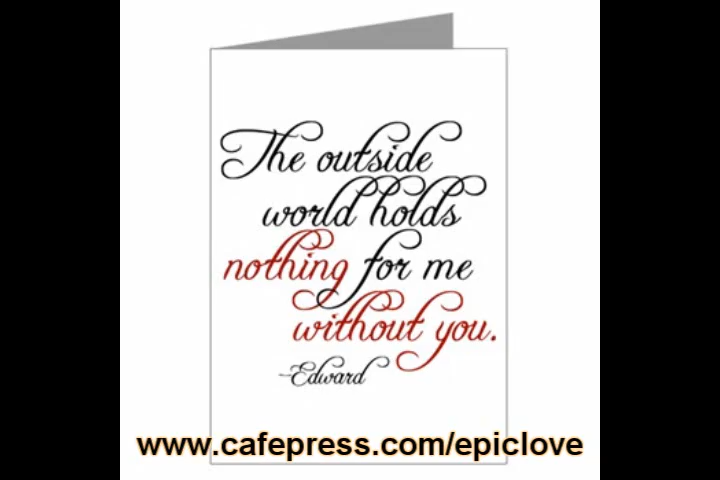 The outside
world holds
nothing for me
without you.
~Edward
www.cafepress.com/epiclove